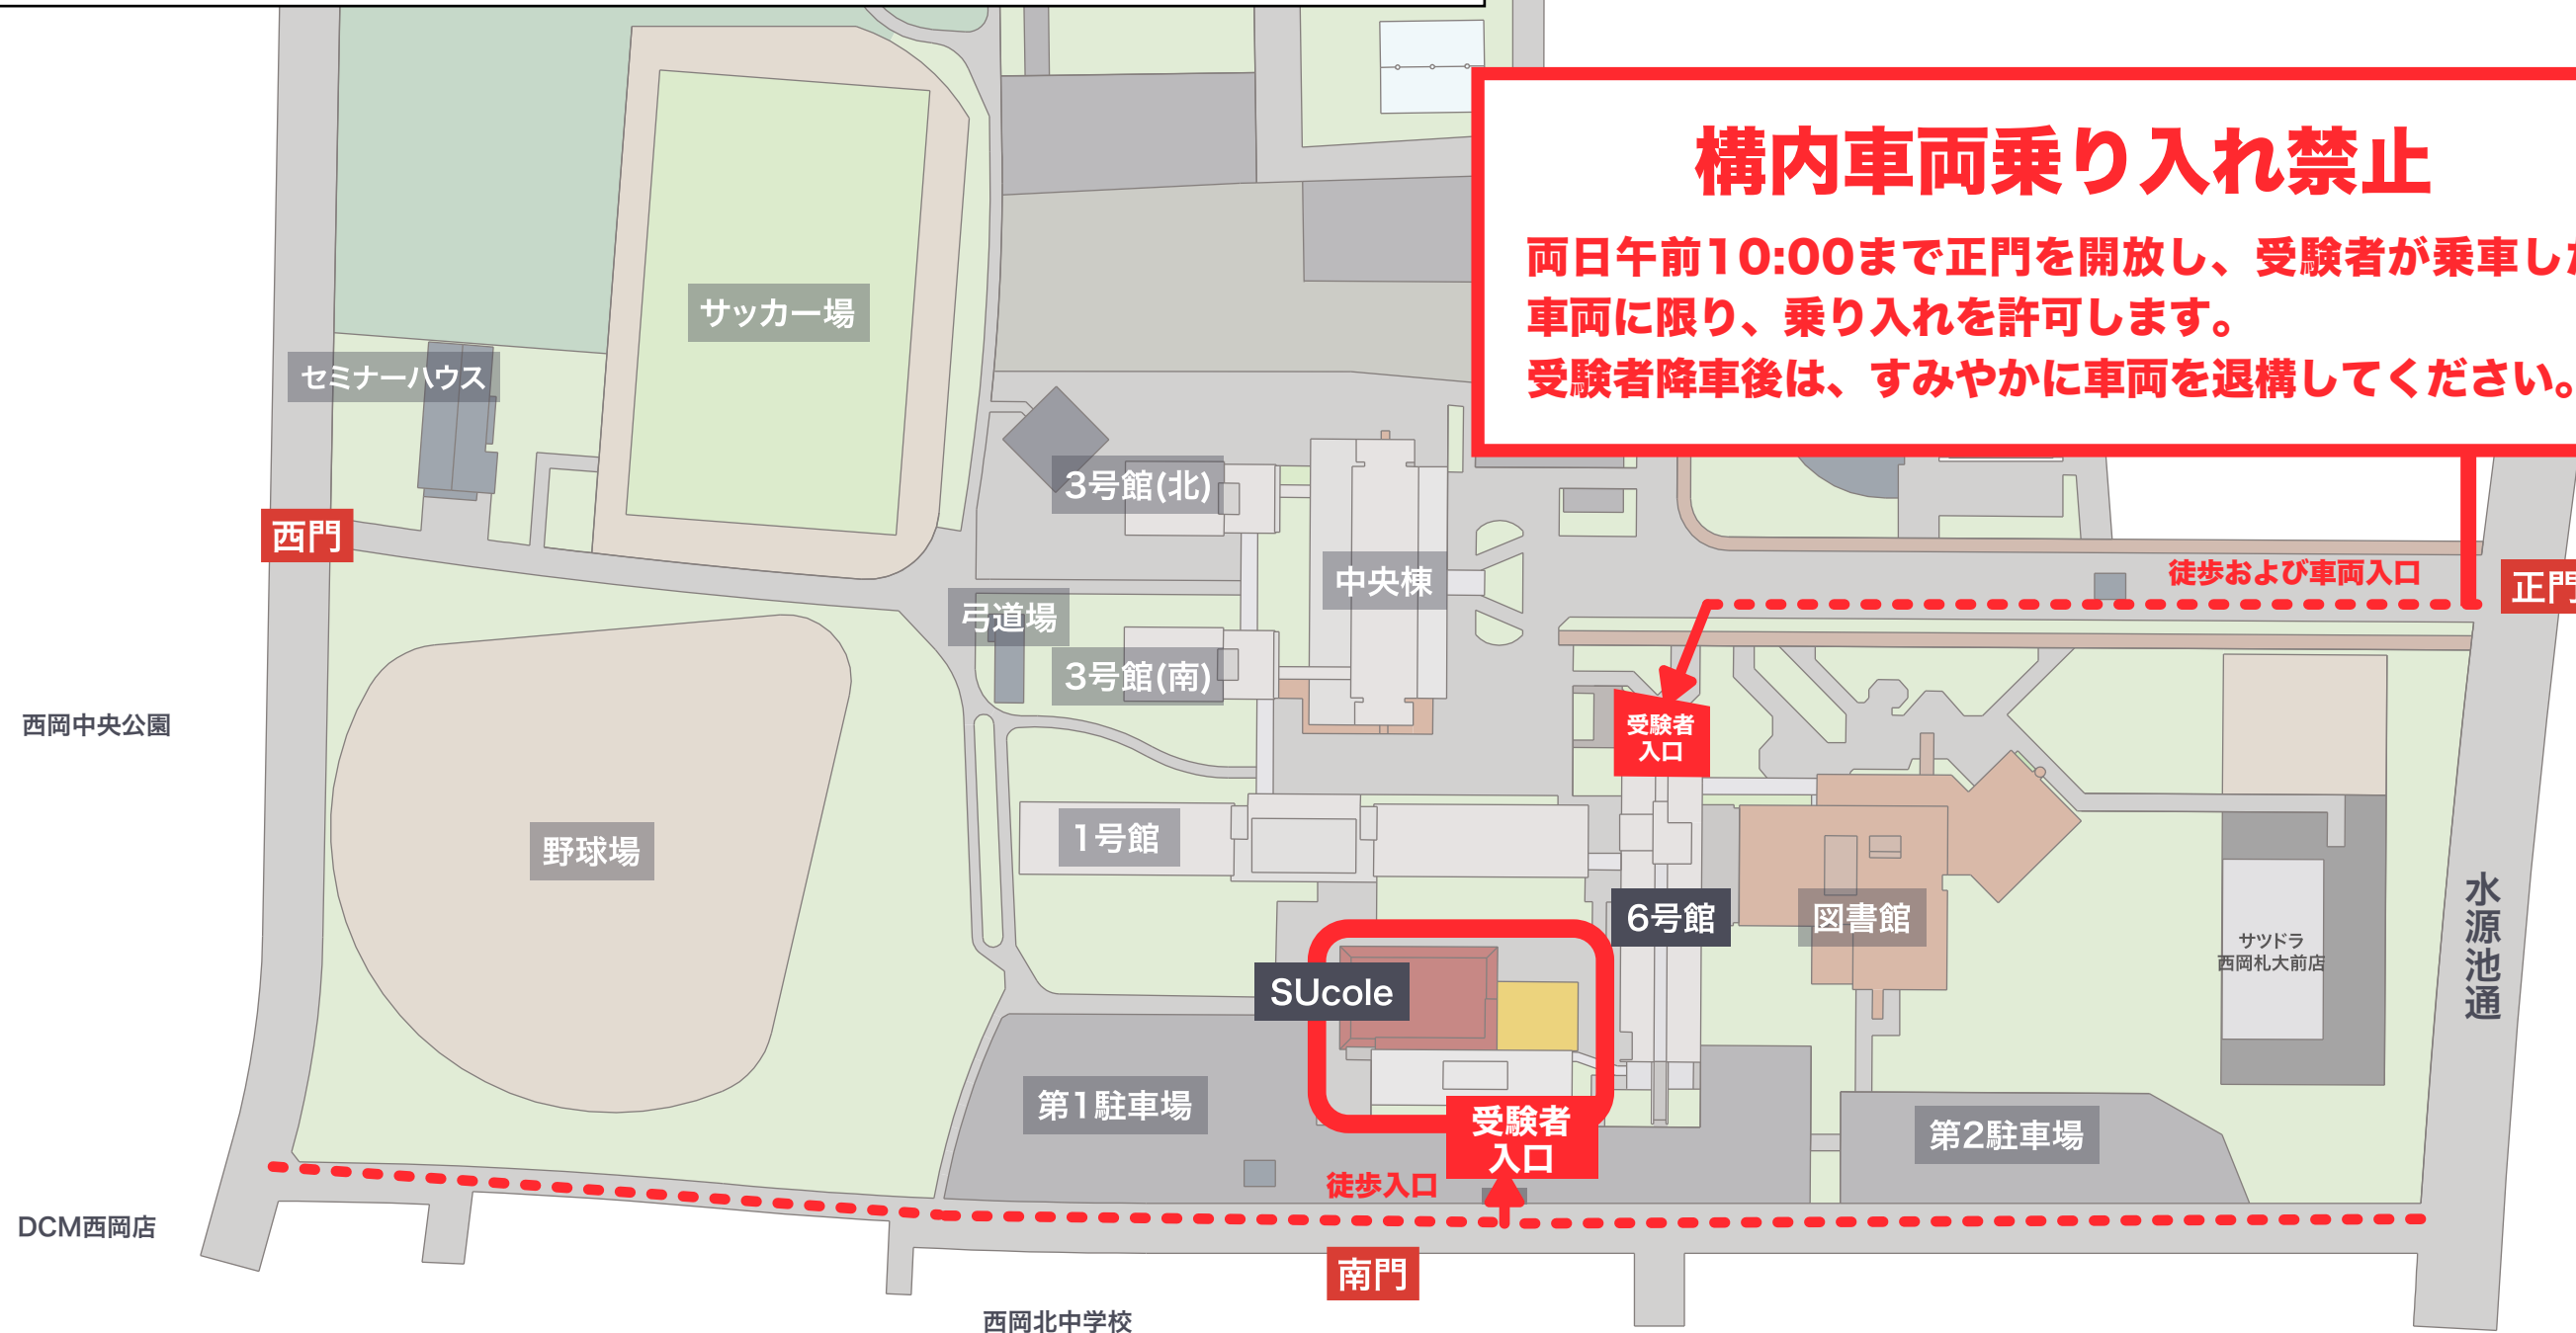 構内車両乗り入れ禁止
両日午前10:00まで正門を開放し、受験者が乗車した
車両に限り、乗り入れを許可します。
受験者降車後は、すみやかに車両を退構してください。
サッカー場
セミナーハウス
3号館(北)
西門
中央棟
徒歩および車両入口
正門
弓道場
3号館(南)
西岡中央公園
受験者
入口
1号館
野球場
6号館
図書館
水源池通
サツドラ
西岡札大前店
SUcole
第1駐車場
受験者
入口
第2駐車場
徒歩入口
DCM西岡店
南門
西岡北中学校